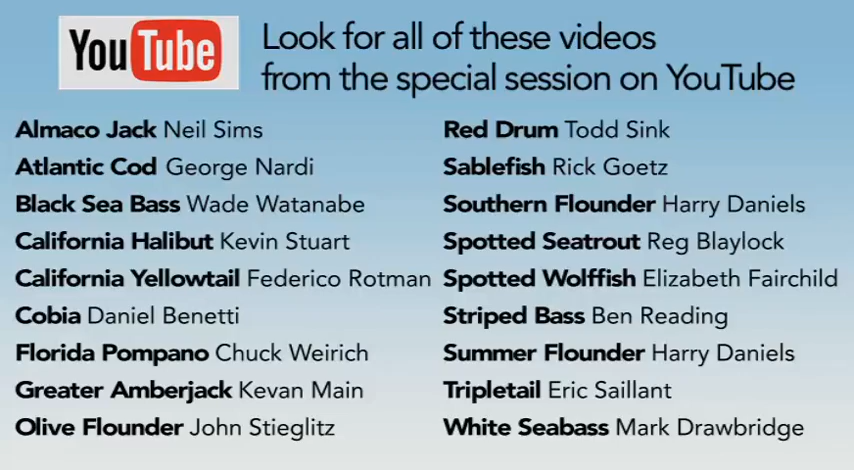 YouTube
Look for all of these videos
from the special session on YouTube
Almaco Jack Neil Sims
Atlantic Cod George Nardi
Black Sea Bass Wade Watanabe
California Halibut Kevin Stuart
California Yellowtail Federico Rotman
Cobia Daniel Benetti
Florida Pompano Chuck Weirich
Greater Amberjack Kevan Main
Olive Flounder John Stieglitz
Red Drum Todd Sink
Sablefish Rick Goetz
Southern Flounder Harry Daniels
Spotted Seatrout Reg Blaylock
Spotted Wolffish Elizabeth Fairchild
Striped Bass Ben Reading
Summer Flounder Harry Daniels
Tripletail Eric Saillant
White Seabass Mark Drawbridge